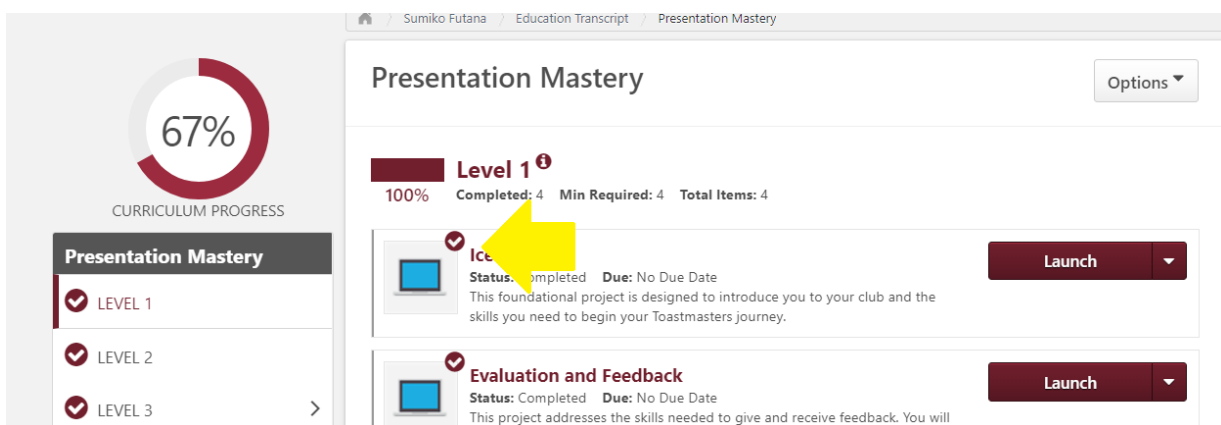 Sumiko Futana / Education Transcript / Presentation Mastery
67%
CURRICULUM PROGRESS
Presentation Mastery
LEVEL 1
LEVEL 2
LEVEL 3
Presentation Mastery
Options
Level 1
100% Completed: 4 Min Required: 4 Total Items: 4
Status: Completed Due: No Due Date
This foundational project is designed to introduce you to your club and the
skills you need to begin your Toastmasters journey.
Launch
Evaluation and Feedback
Status: Completed Due: No Due Date
This project addresses the skills needed to give and receive feedback. You will
Launch